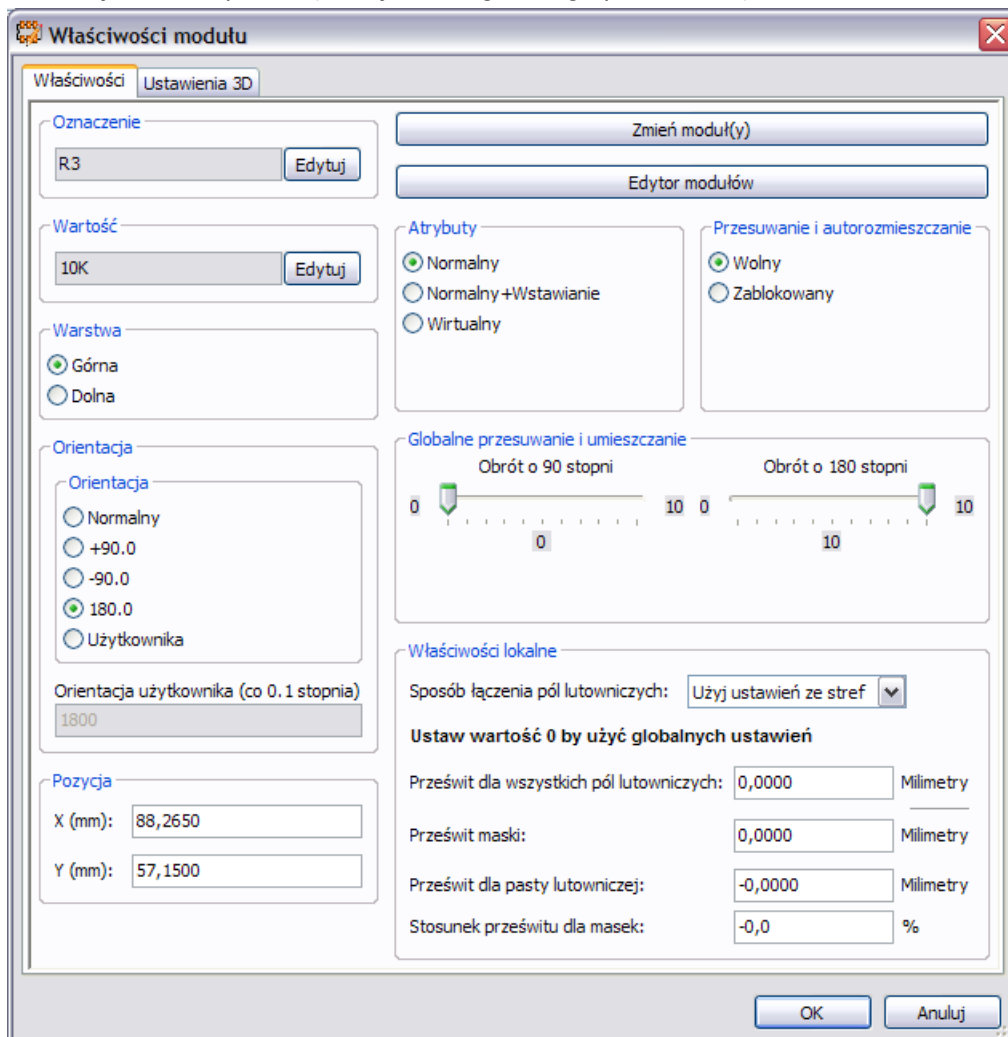 Właściwości modułu
Właściwości
Ustawienia 3D
Oznaczenie
R3
Edytuj
Zmień moduł(y)
Edytor modułów
Wartość
10K
Edytuj
Atrybuty
Normalny
Normalny+Wstawianie
Wirtualny
Przesuwanie i autorozmieszczanie
Wolny
Zablokowany
Warstwa
Górna
Dolna
Orientacja
Orientacja
Normalny
+90.0
-90.0
180.0
Użytkownika
Orientacja użytkownika (co 0.1 stopnia)
1800
Globalne przesuwanie i umieszczanie
Obrót o 90 stopni
0
10
0
Obrót o 180 stopni
0
10
10
Pozycja
X (mm):
88,2650
Y (mm):
57,1500
Właściwości lokalne
Sposób łączenia pól lutowniczych:
Użyj ustawień ze stref
Ustaw wartość 0 by użyć globalnych ustawień
Prześwit dla wszystkich pól lutowniczych:
0,0000
Milimetry
Prześwit maski:
0,0000
Milimetry
Prześwit dla pasty lutowniczej:
-0,0000
Milimetry
Stosunek prześwitu dla masek:
-0,0
%
OK
Anuluj